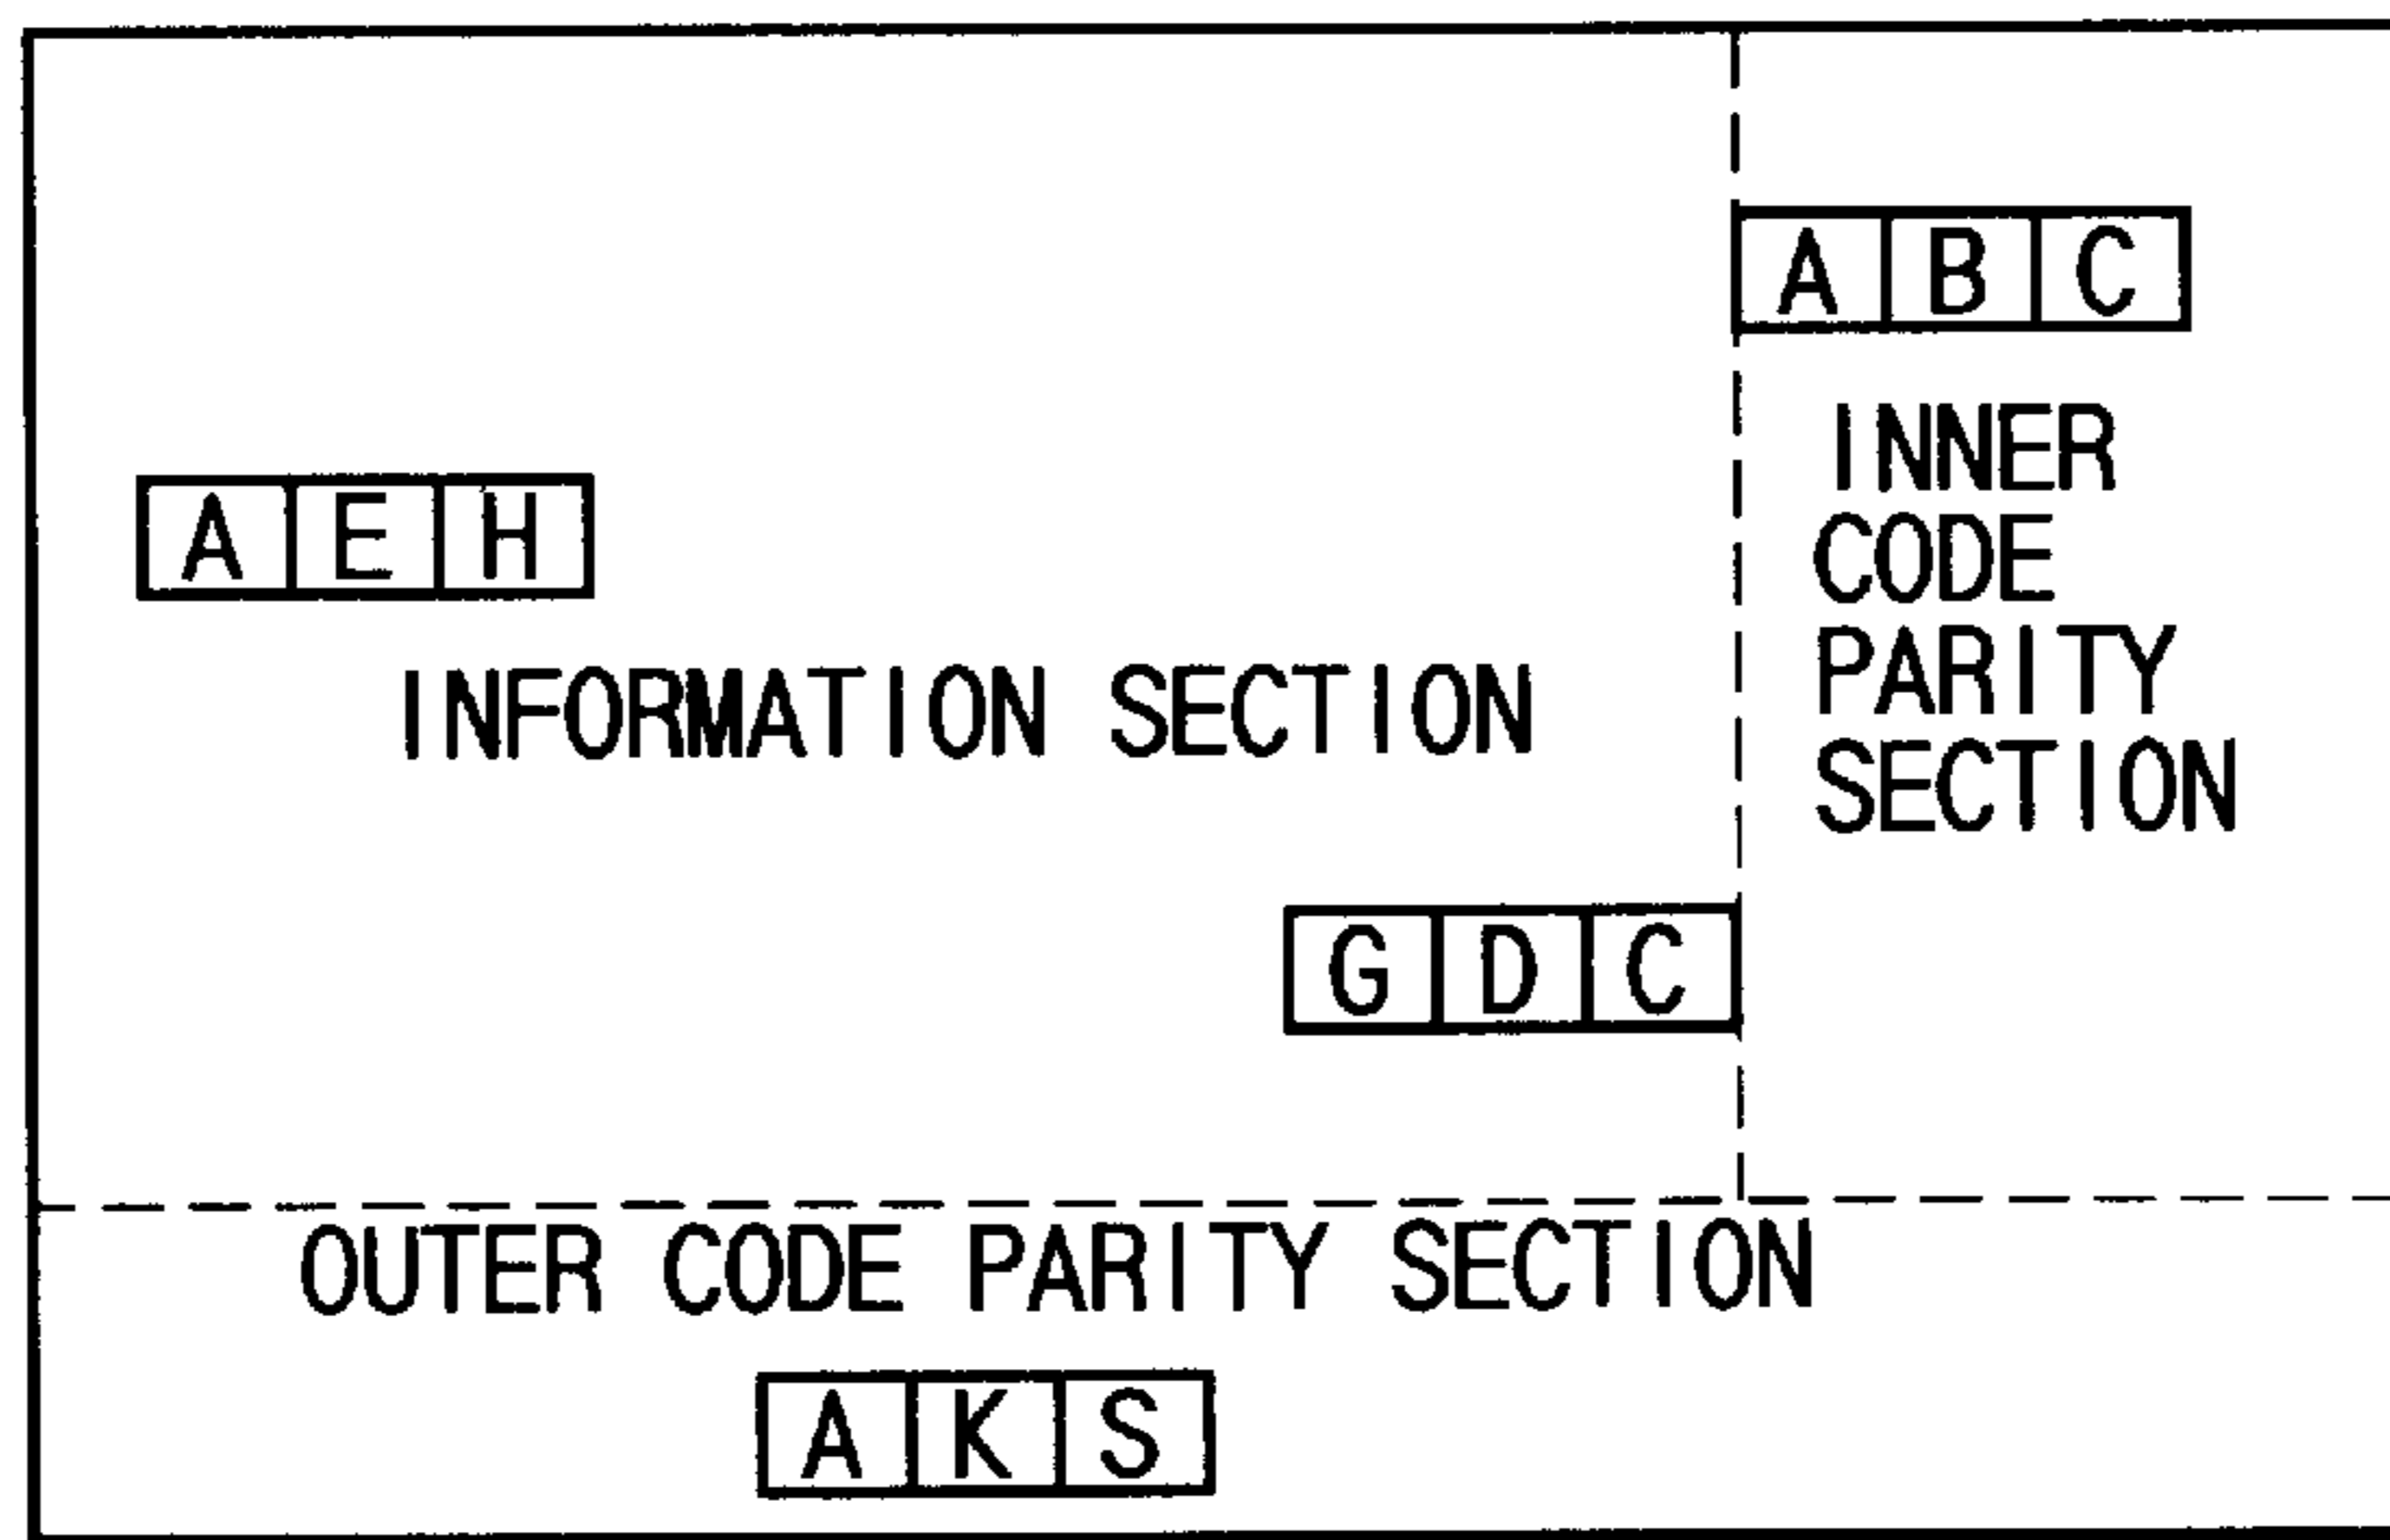 A B C
INNER
CODE
PARITY
SECTION
A E H
INFORMATION SECTION
G D C
OUTER CODE PARITY SECTION
A K S